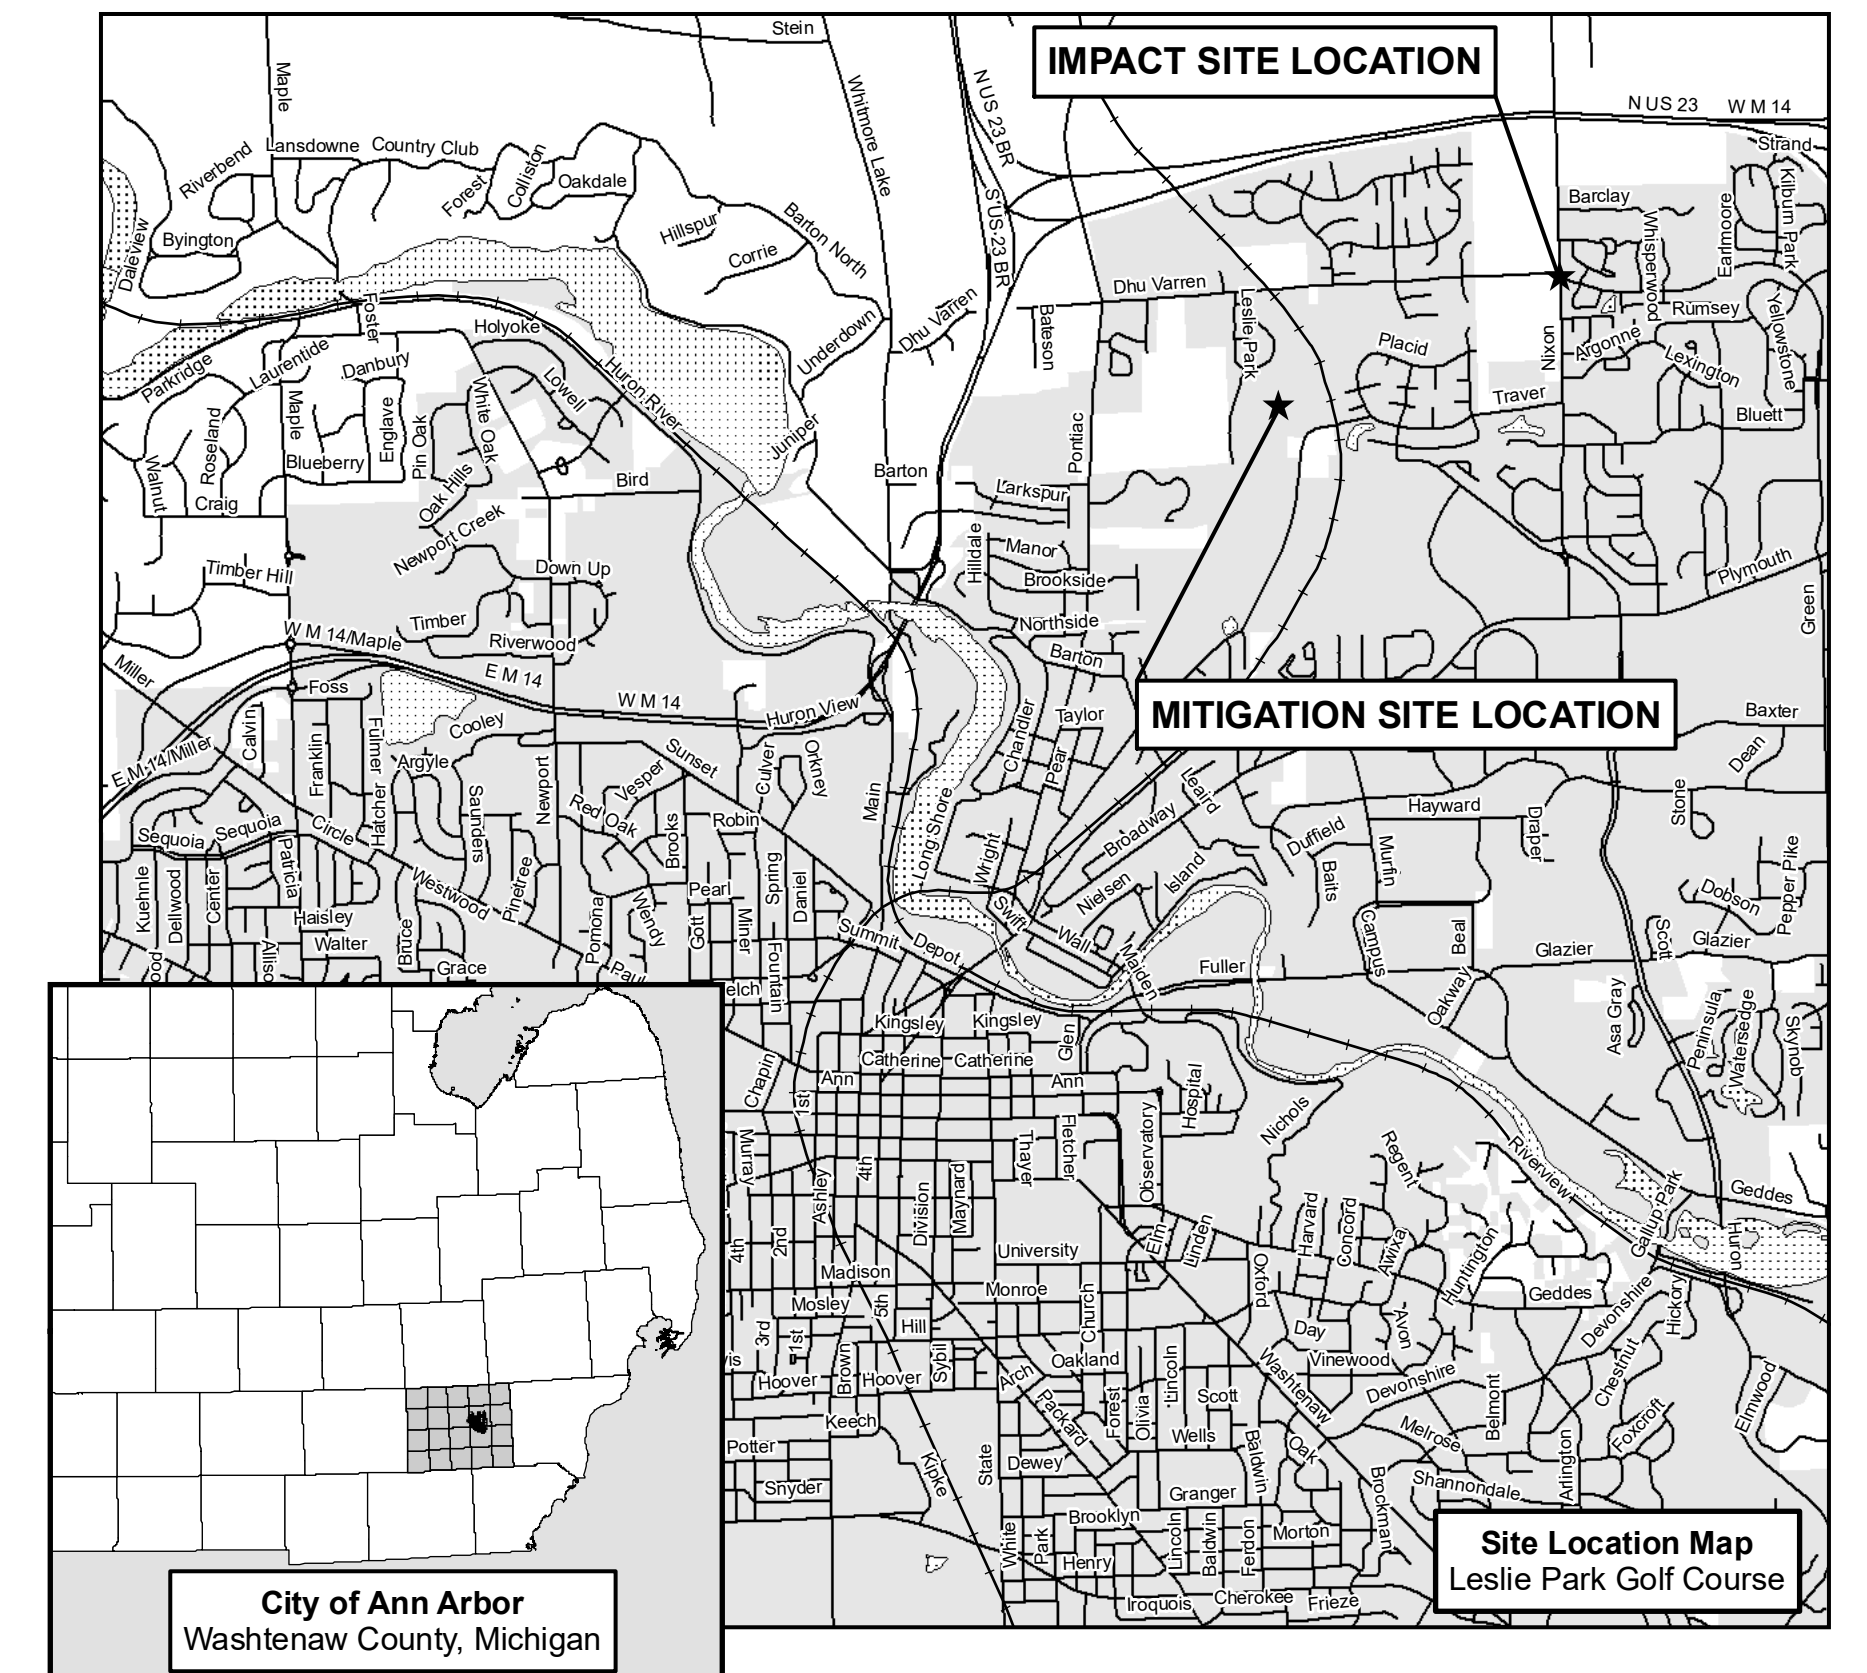 Stein
IMPACT SITE LOCATION
Maple
Whitmore Lake
N US 23 BR
N US 23
W M 14
Strand
Riverbend
Lansdowne
Country Club
Forest
Colliston
Oakdale
Barclay
Kilburn Park
Earlmoore
Whisperwood
Daleview
Byington
Hillspur
Corrie
Barton North
S US 23 BR
Dhu Varren
Foster
Holyoke
Underdown
Dhu Varren
Bateson
Leslie Park
Placid
Nixon
Argonne
Rumsey
Lexington
Yellowstone
Parkridge
Laurentide
Danbury
Huron River
Lowell
White Oak
Traver
Bluett
Walnut
Roseland
Maple
Englave
Pin Oak
Blueberry
Craig
Oak Hills
Bird
Juniper
Barton
Pontiac
Larkspur
Newport Creek
Hilldale
Manor
Brookside
Plymouth
Green
Timber Hill
Down Up
Timber
Riverwood
Northside
Barton
W M 14/Maple
Miller
E M 14
W M 14
Foss
Huron View
MITIGATION SITE LOCATION
Baxter
Dean
E M 14/Miller
Calvin
Franklin
Fulmer
Cooley
Argyle
Sunset
Culver
Orkney
Main
Chandler
Taylor
Pear
Leaird
Broadway
Hayward
Stone
Sequoia
Sequoia
Circle
Hatcher
Saunders
Newport
Red Oak
Vesper
Brooks
Robin
Long Shore
Wright
Duffield
Draper
Murfin
Baits
Kuehnle
Dellwood
Center
Patricia
Westwood
Pinetree
Pomona
Wendy
Pearl
Spring
Daniel
Gott
Miner
Fountain
Haisley
Walter
Bruce
Grace
Swift
Nielsen
Island
Wall
Maiden
Summit
Depot
Fuller
Campus
Beal
Glazier
Scott
Glazier
Dobson
Pepper Pike
Oakway
Asa Gray
Peninsula
Watersedge
Skynob
Kingsley
Kingsley
Glen
Catherine
Catherine
Ann
Ann
Chapin
1st
Hospital
Observatory
Nichols
Regent
Riverview
Murray
Ashley
4th
Division
Maynard
Thayer
Fletcher
Gallup Park
Geddes
Huron
4th
2nd
University
Elm
Linden
Harvard
Concord
Awixa
Huntington
Oxford
Madison
Monroe
Church
Geddes
Devonshire
Hickory
Mosley
5th
Hill
3rd
1st
Day
Avon
Vinewood
Hoover
Brown
Hoover
Sybil
Arch
Oakland
Lincoln
Washtenaw
Devonshire
Chestnut
Elmwood
Keech
Packard
Forest
Olivia
Scott
Belmont
Foxcroft
Potter
Kipke
State
Dewey
Wells
Baldwin
Oak
Melrose
Arlington
Snyder
Granger
Brockman
Shannondale
White
Park
Brooklyn
Henry
Lincoln
Baldwin
Ferdon
Morton
Iroquois
Cherokee
Frieze
Site Location Map
Leslie Park Golf Course
City of Ann Arbor
Washtenaw County, Michigan